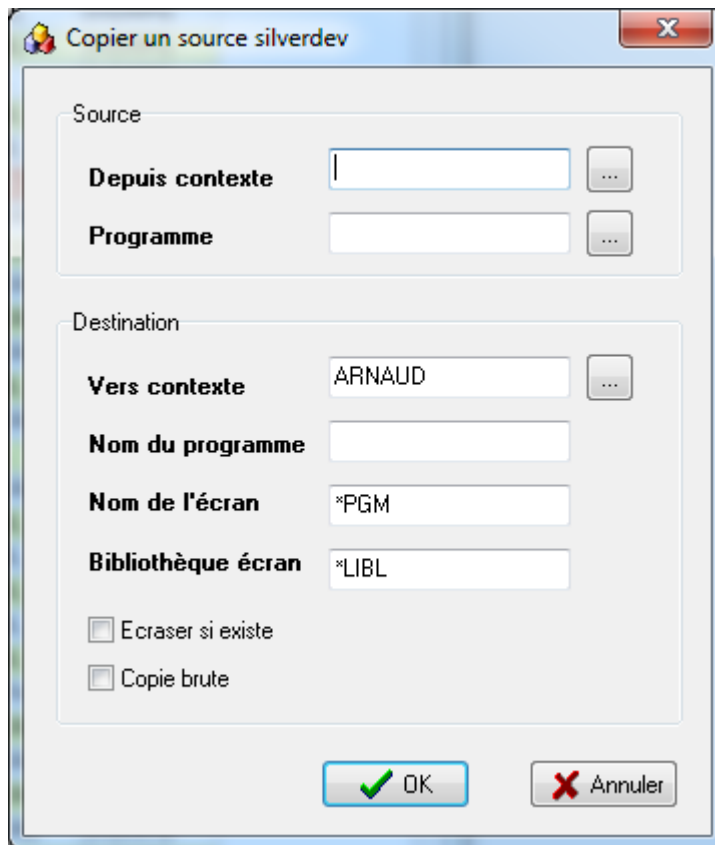 Copier un source silverdev
Source
Depuis contexte
...
Programme
...
Destination
Vers contexte ARNAUD ...
Nom du programme
Nom de l'écran *PGM
Bibliothèque écran *LIBL
Ecraser si existe
Copie brute
OK Annuler